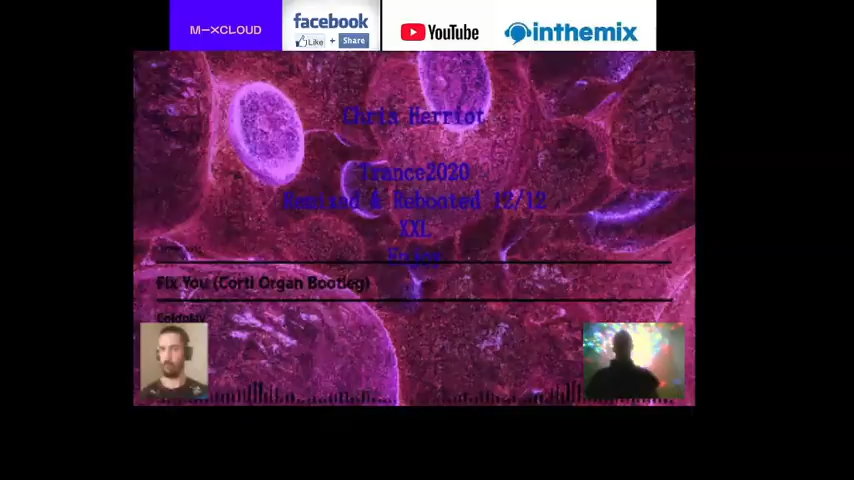 M-XCLOUD
facebook
Like + Share
YouTube
inthemix
Chris Herriot
Trance2020
Remixed & Rebooted 12/12
XXL
Fix You (Corti Organ Bootleg)
Coldplay